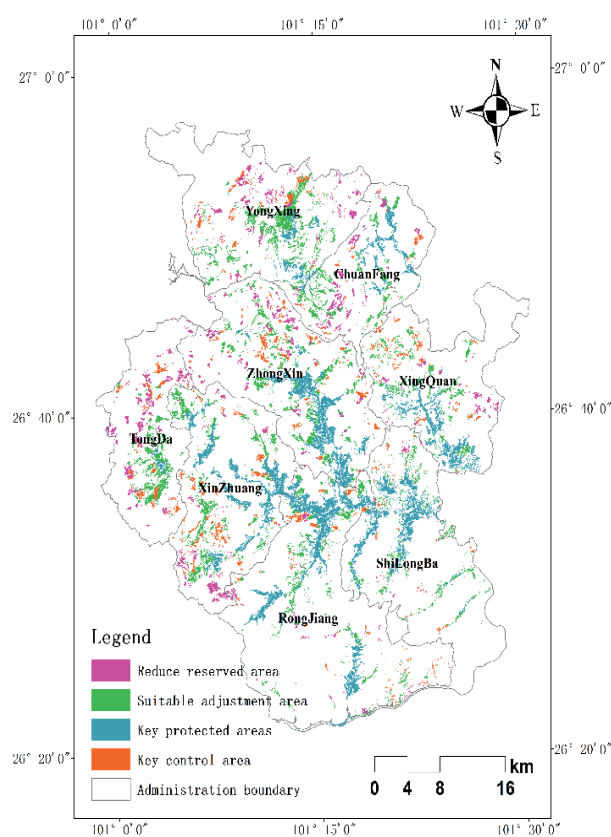 101° 0′0″ 101° 15′0″ 101° 30′0″
27° 0′0″ 27° 0′0″
N
W E
S
YongXing
ChuanFang
ZhongXin
XingQuan
26° 40′0″ 26° 40′0″
TongDa
XinZhuang
ShiLongBa
RongJiang
Legend
Reduce reserved area
Suitable adjustment area
Key protected areas
Key control area
Administration boundary
km
0 4 8 16
26° 20′0″ 26° 20′0″
101° 0′0″ 101° 15′0″ 101° 30′0″